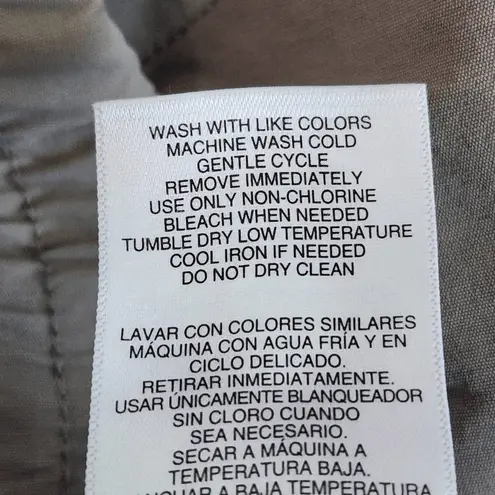 WASH WITH LIKE COLORS
MACHINE WASH COLD
GENTLE CYCLE
REMOVE IMMEDIATELY
USE ONLY NON-CHLORINE
BLEACH WHEN NEEDED
TUMBLE DRY LOW TEMPERATURE
COOL IRON IF NEEDED
DO NOT DRY CLEAN
LAVAR CON COLORES SIMILARES
MÁQUINA CON AGUA FRÍA Y EN
CICLO DELICADO.
RETIRAR INMEDIATAMENTE.
USAR ÚNICAMENTE BLANQUEADOR
SIN CLORO CUANDO
SEA NECESARIO.
SECAR A MÁQUINA A
TEMPERATURA BAJA.
A BAJA TEMPERATURA